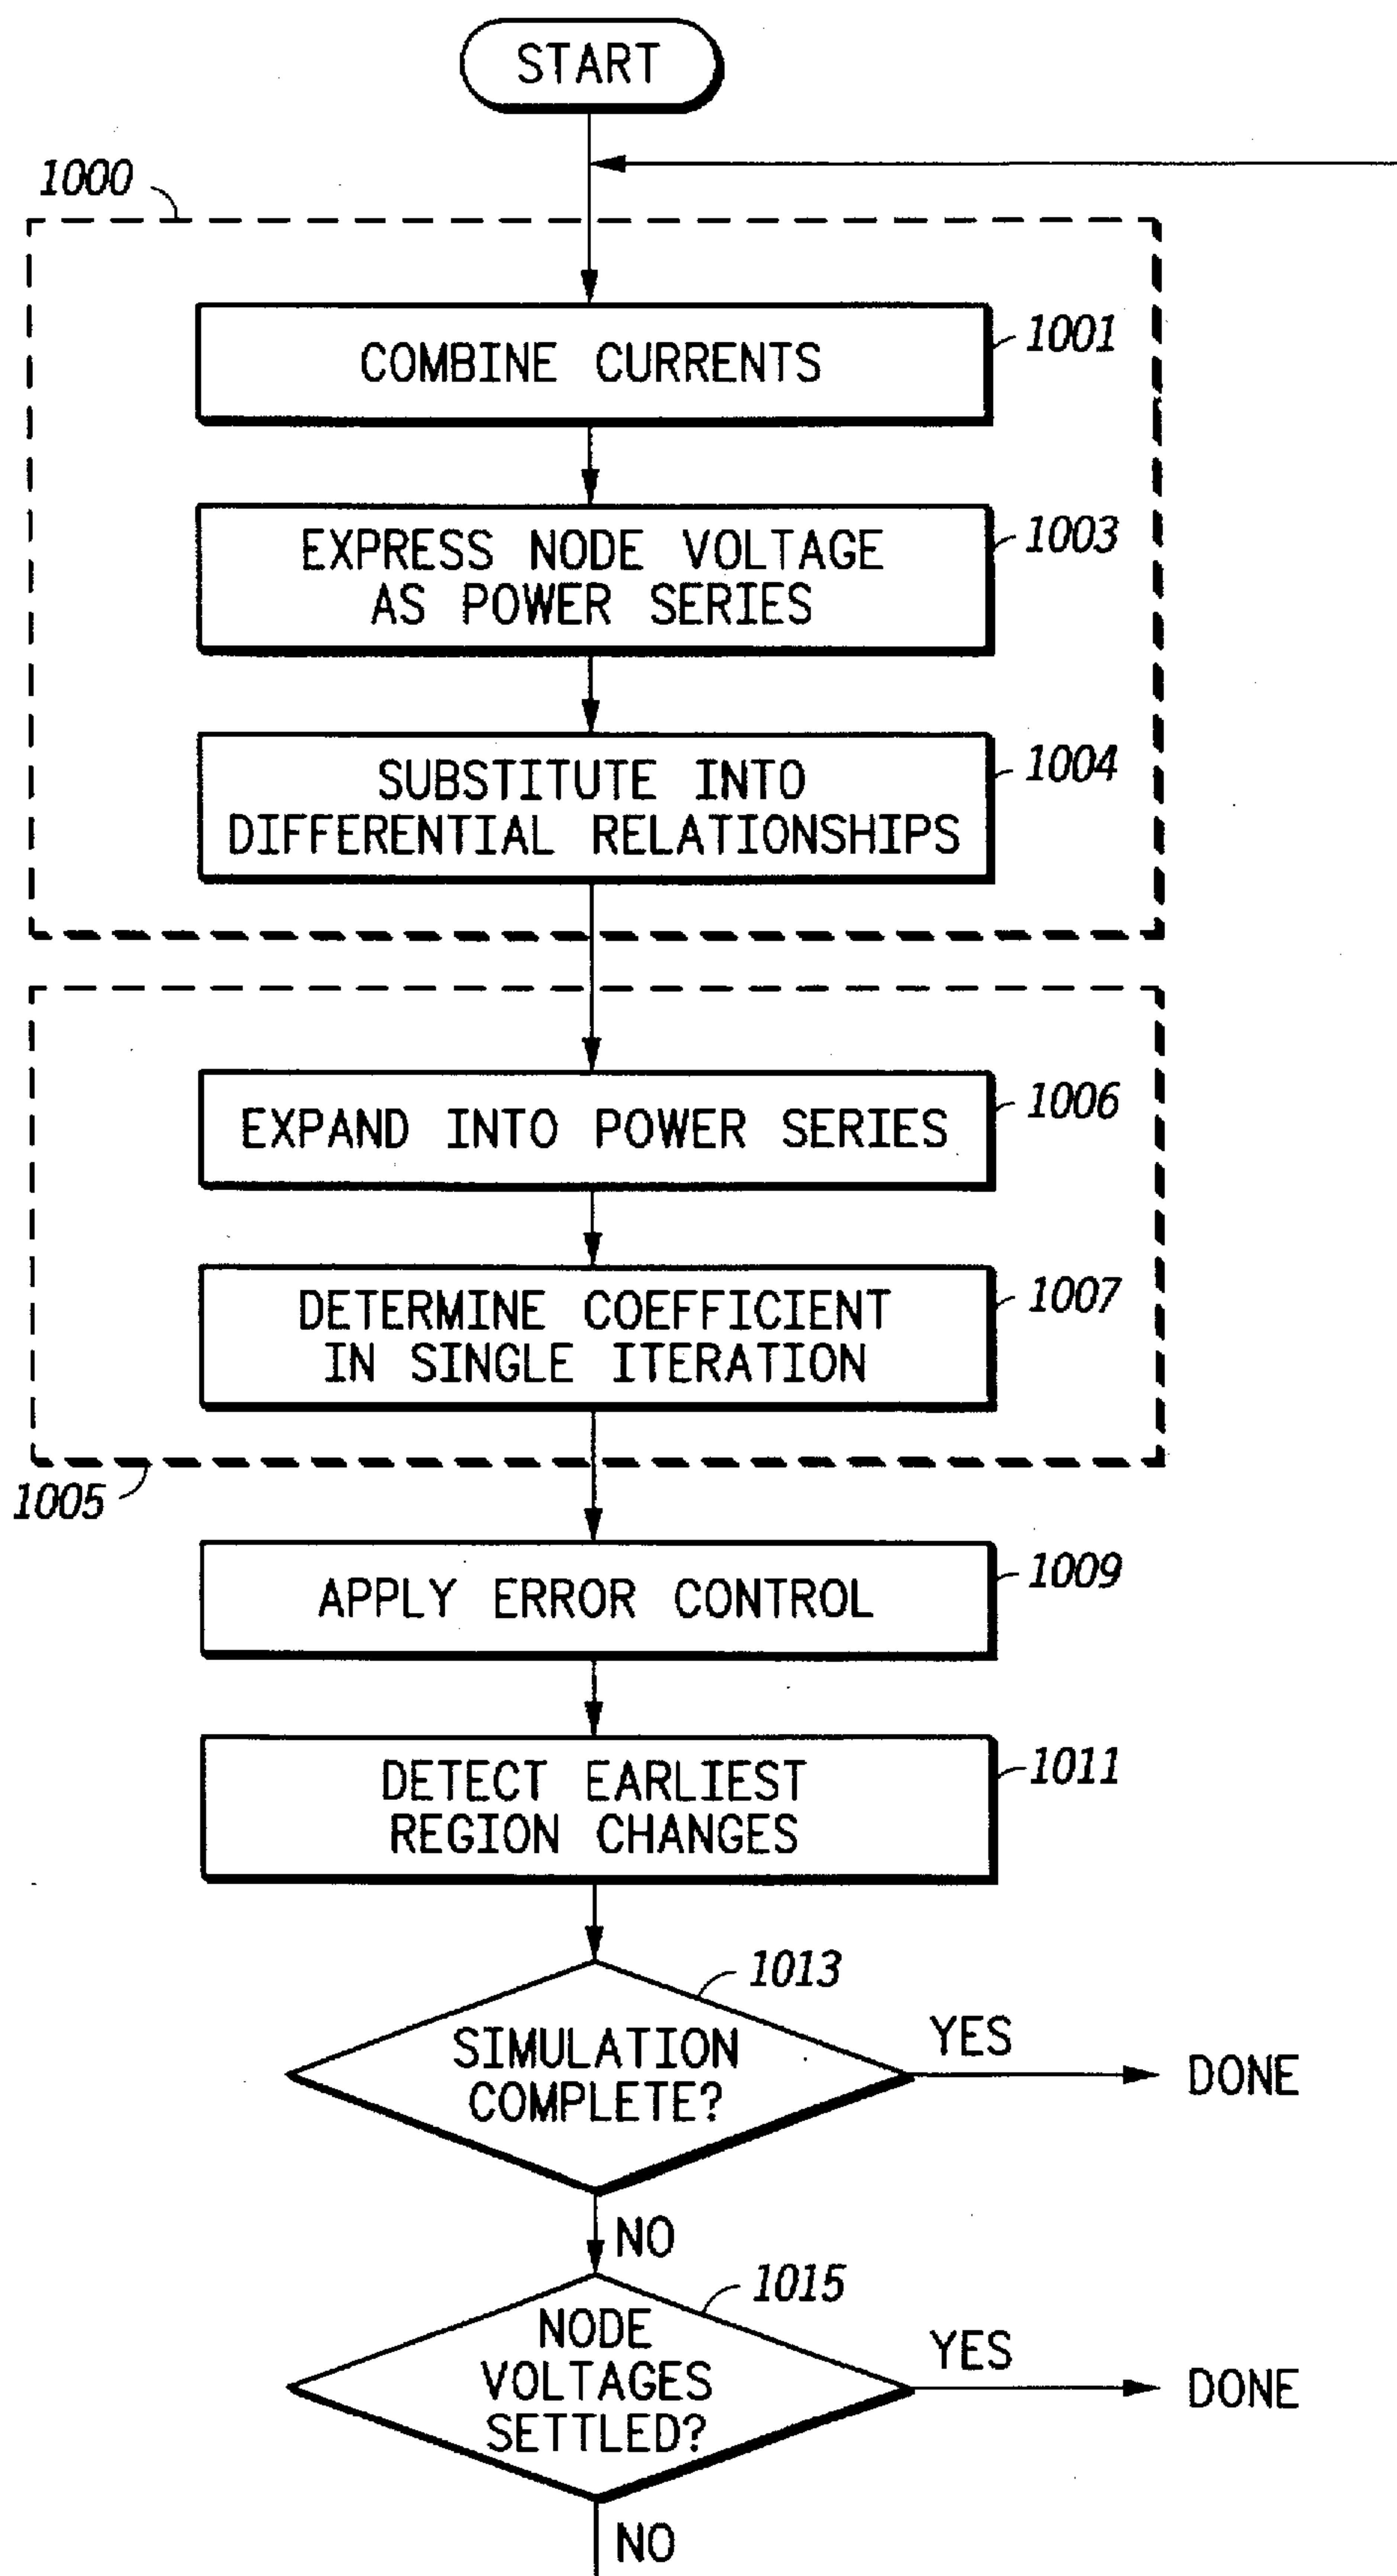 START
1000
COMBINE CURRENTS
1001
EXPRESS NODE VOLTAGE
AS POWER SERIES
1003
SUBSTITUTE INTO
DIFFERENTIAL RELATIONSHIPS
1004
EXPAND INTO POWER SERIES
1006
DETERMINE COEFFICIENT
IN SINGLE ITERATION
1007
1005
APPLY ERROR CONTROL
1009
DETECT EARLIEST
REGION CHANGES
1011
1013
SIMULATION
COMPLETE?
YES
DONE
NO
1015
NODE
VOLTAGES
SETTLED?
YES
DONE
NO